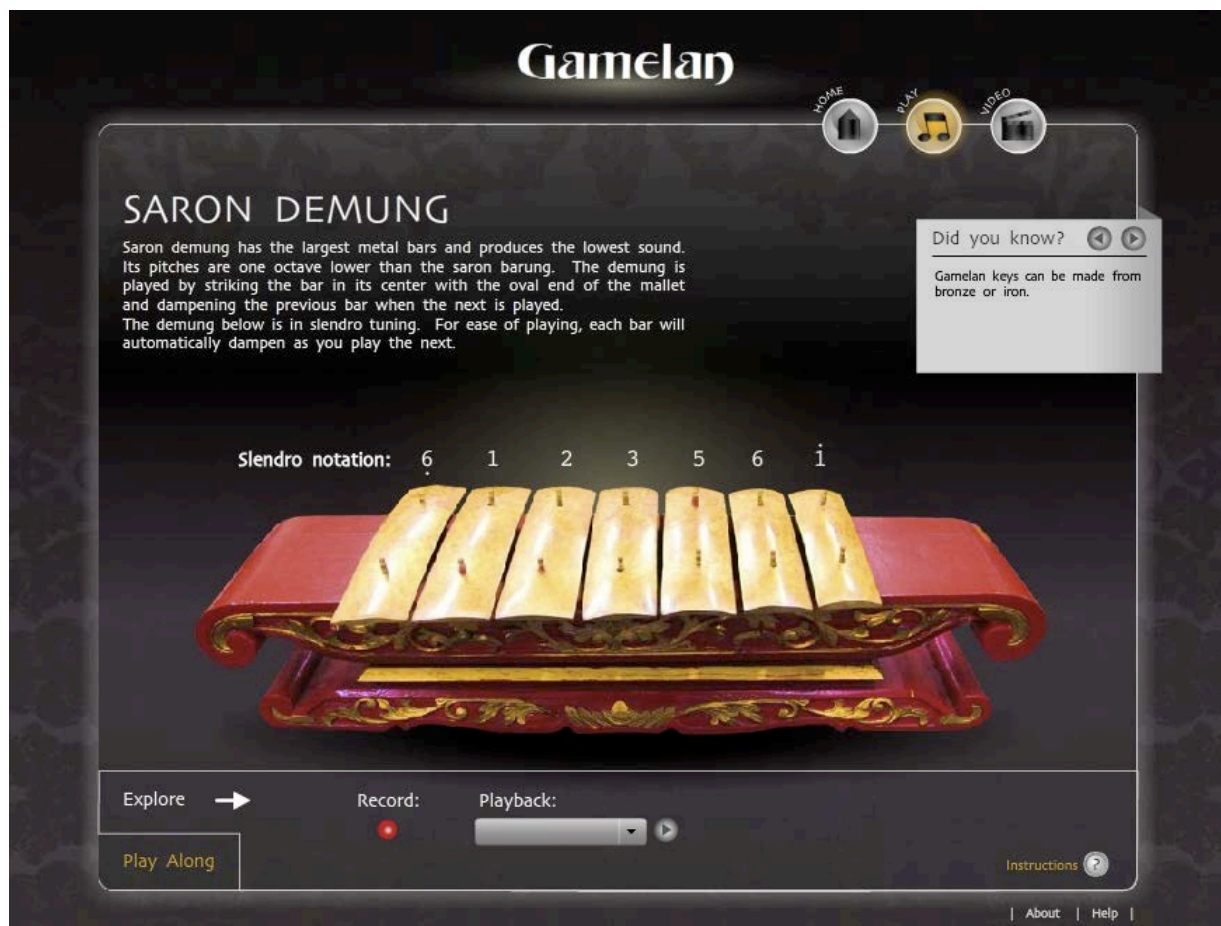 Gamelan
HOME
PLAY
VIDEO
SARON DEMUNG
Saron demung has the largest metal bars and produces the lowest sound.
Its pitches are one octave lower than the saron barung. The demung is
played by striking the bar in its center with the oval end of the mallet
and dampening the previous bar when the next is played.
The demung below is in slendro tuning. For ease of playing, each bar will
automatically dampen as you play the next.
Did you know?
Gamelan keys can be made from
bronze or iron.
Slendro notation: 6̣ 1 2 3 5 6 1̇
Explore
Record:
Playback:
Play Along
Instructions ?
| About | Help |